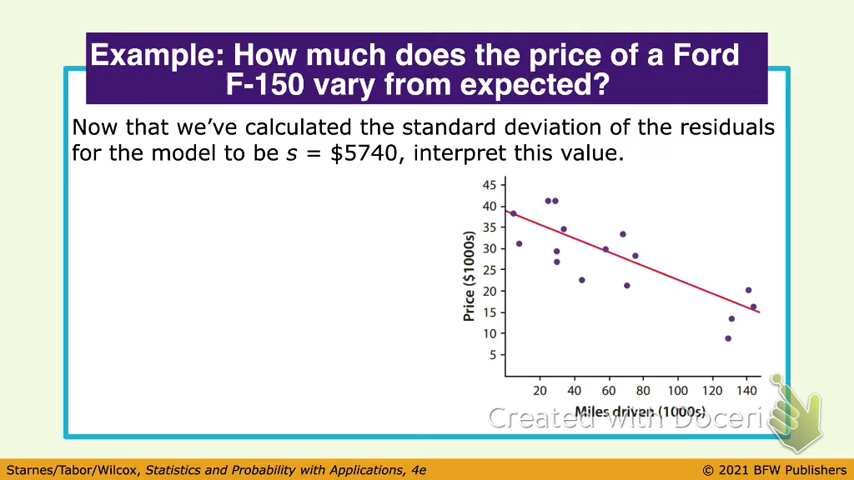 Example: How much does the price of a Ford
F-150 vary from expected?
Now that we've calculated the standard deviation of the residuals
for the model to be s = $5740, interpret this value.
Price ($1000s)
45
40
35
30
25
20
15
10
5
20 40 60 80 100 120 140
Miles driven (1000s)
Created with Doceri
Starnes/Tabor/Wilcox, Statistics and Probability with Applications, 4e
© 2021 BFW Publishers